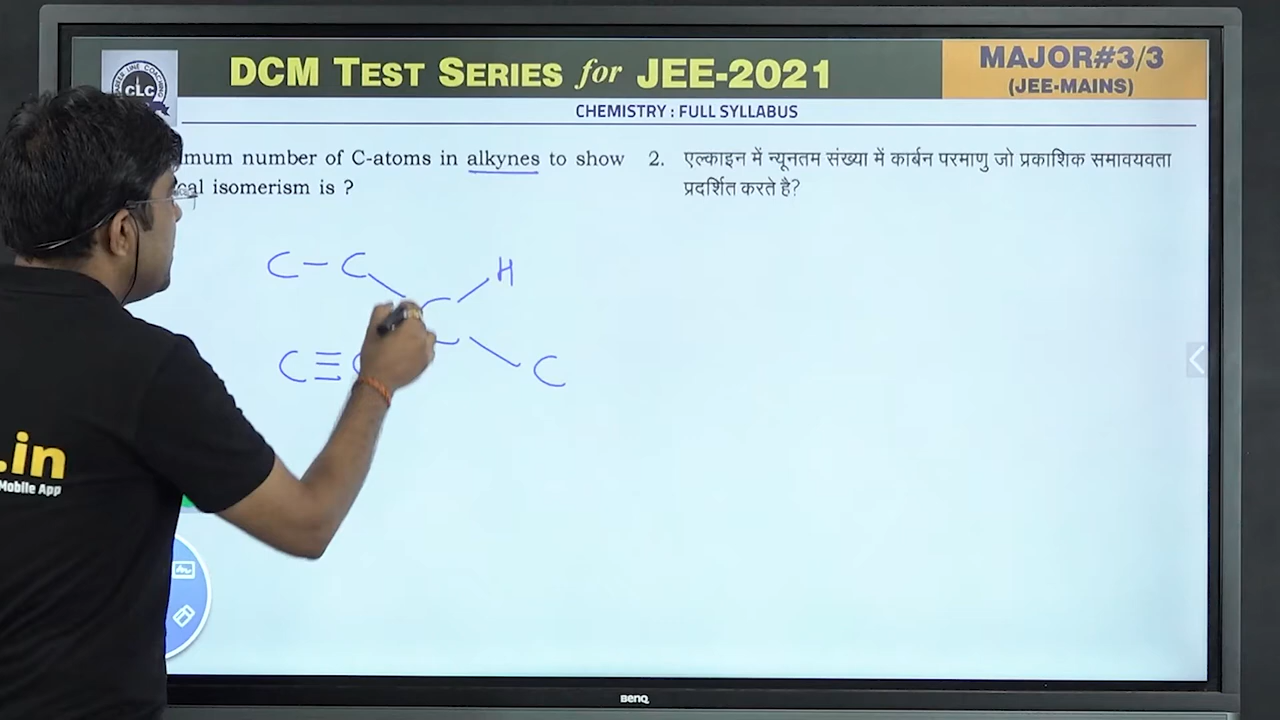 DCM TEST SERIES for JEE-2021
MAJOR#3/3
(JEE-MAINS)
CLC
CHEMISTRY : FULL SYLLABUS
number of C-atoms in alkynes to show
isomerism is ?
2. एल्काइन में न्यूनतम संख्या में कार्बन परमाणु जो प्रकाशिक समावयवता
प्रदर्शित करते है?
C - C
H
C ≡
C
.in
Mobile App
BenQ